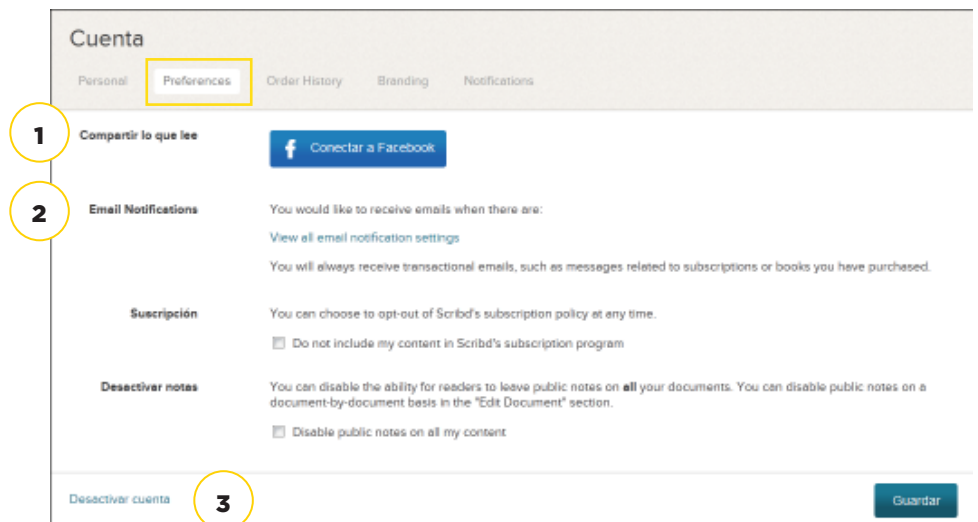 Cuenta
Personal Preferences Order History Branding Notifications
1 Compartir lo que lee
f Conectar a Facebook
2 Email Notifications You would like to receive emails when there are:
View all email notification settings
You will always receive transactional emails, such as messages related to subscriptions or books you have purchased.
Suscripción You can choose to opt-out of Scribd's subscription policy at any time.
Do not include my content in Scribd's subscription program
Desactivar notas You can disable the ability for readers to leave public notes on all your documents. You can disable public notes on a
document-by-document basis in the "Edit Document" section.
Disable public notes on all my content
Desactivar cuenta 3 Guardar